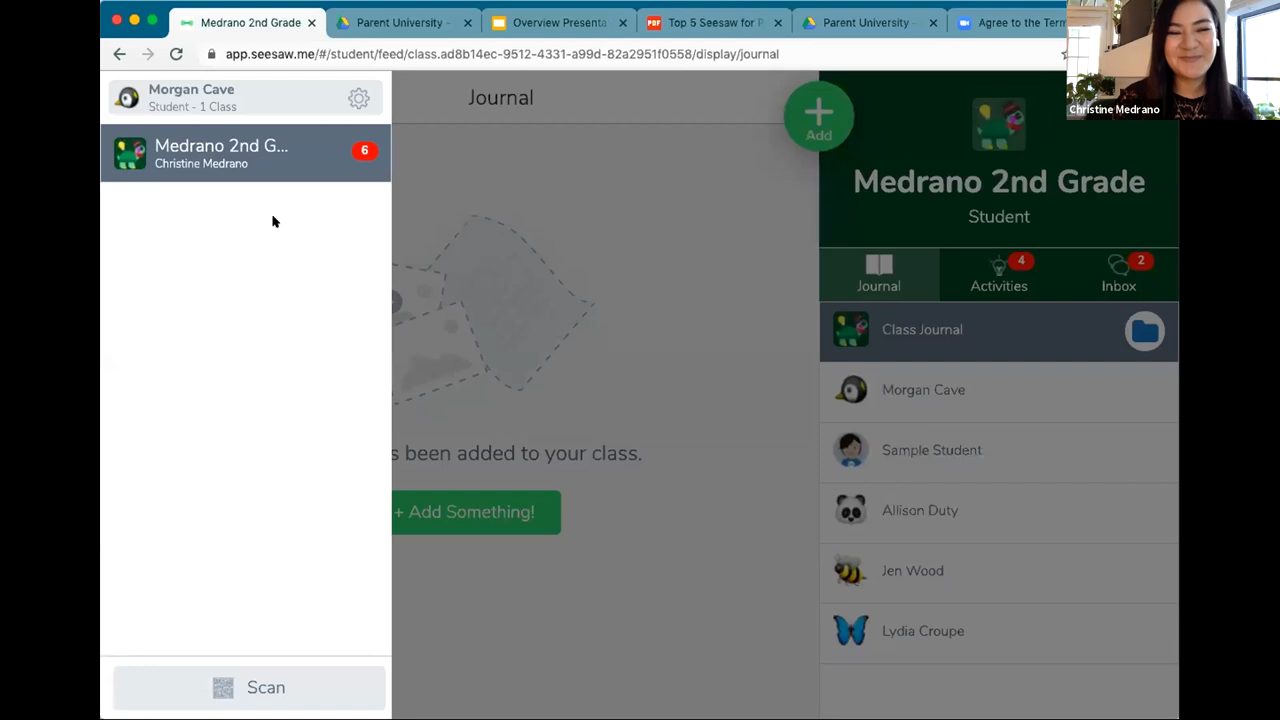 Medrano 2nd Grade
Parent University -
Overview Presenta
PDF
Top 5 Seesaw for P
Parent University -
Agree to the Term
app.seesaw.me/#/student/feed/class.ad8b14ec-9512-4331-a99d-82a2951f0558/display/journal
Christine Medrano
Morgan Cave
Student - 1 Class
Medrano 2nd G...
Christine Medrano
6
Scan
Journal
Add
s been added to your class.
+ Add Something!
Medrano 2nd Grade
Student
Journal
Activities
4
Inbox
2
Class Journal
Morgan Cave
Sample Student
Allison Duty
Jen Wood
Lydia Croupe